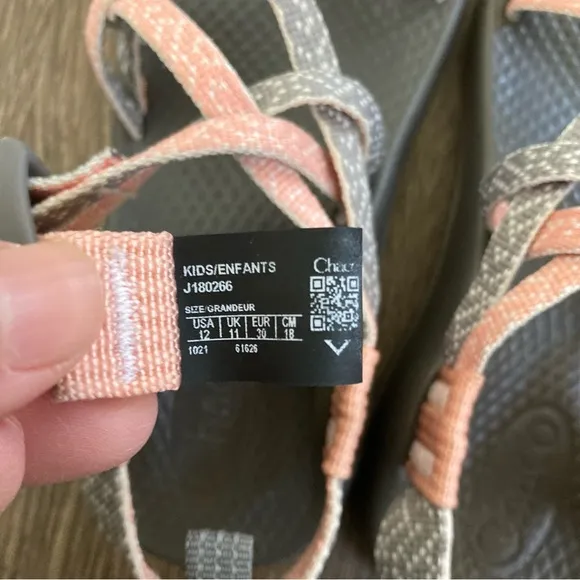 KIDS/ENFANTS
Chaco
J180266
SIZE/GRANDEUR
USA UK EUR CM
12 11 30 18
1021 61626